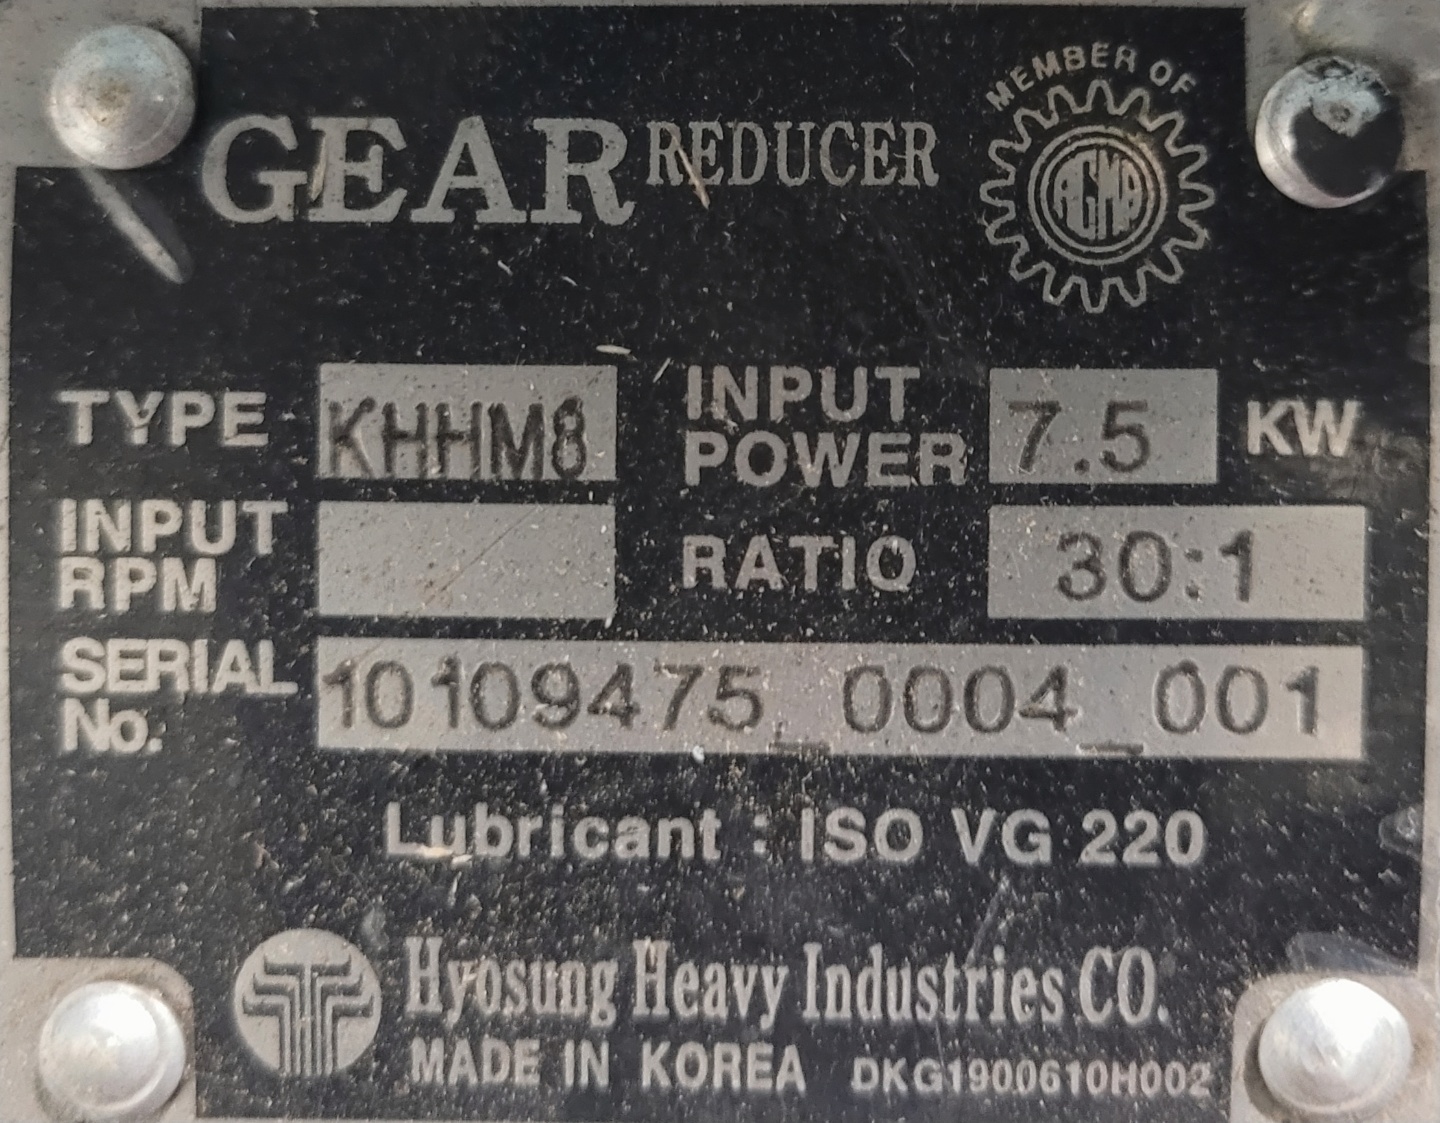 MEMBER OF
GEAR REDUCER
AGMA
TYPE KHHM8 INPUT POWER 7.5 KW
INPUT RPM RATIO 30:1
SERIAL No. 10109475_0004_001
Lubricant : ISO VG 220
Hyosung Heavy Industries CO.
MADE IN KOREA DKG1900610H002